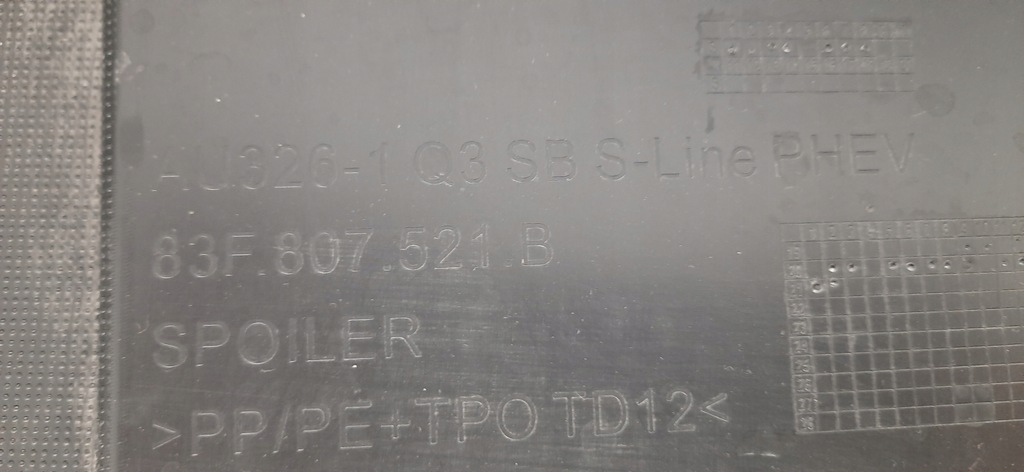 AU326-1 Q3 SB S-Line PHEV
83F.807.521.B
SPOILER
>PP/PE+TPO TD12<